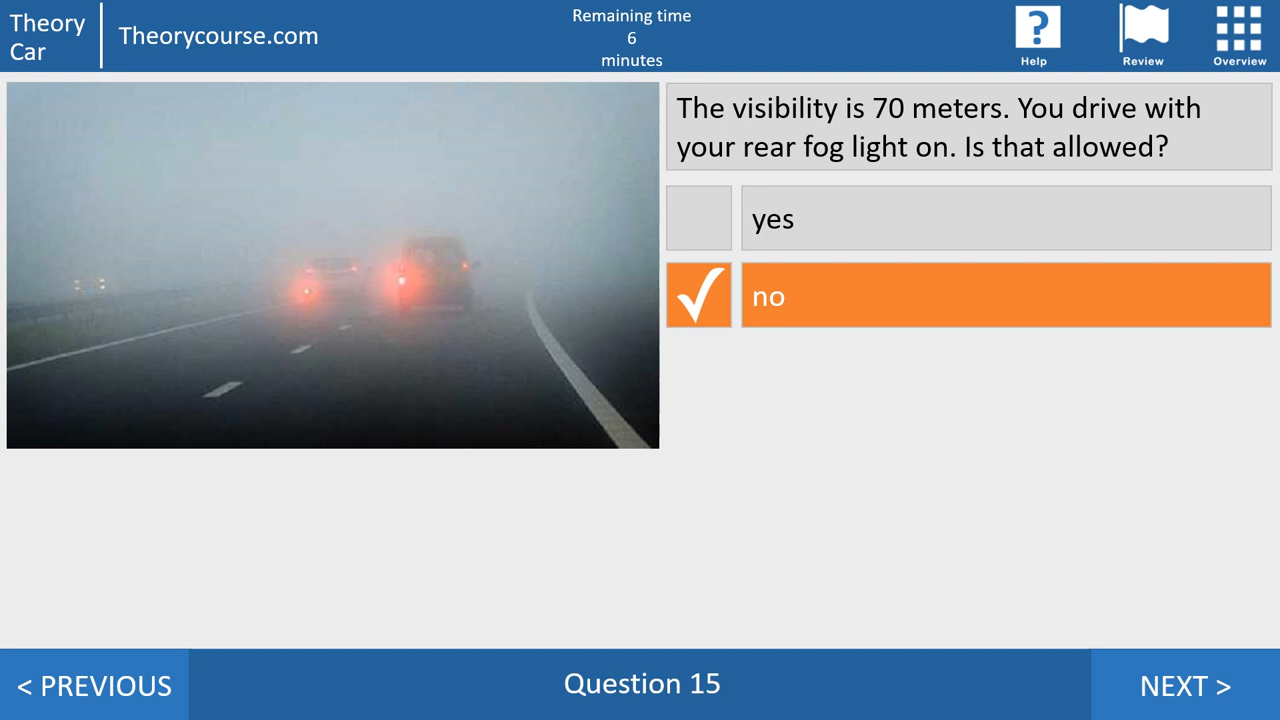 Theory
Car
Theorycourse.com
Remaining time
6
minutes
?
Help
Review
Overview
The visibility is 70 meters. You drive with
your rear fog light on. Is that allowed?
yes
no
< PREVIOUS
Question 15
NEXT >